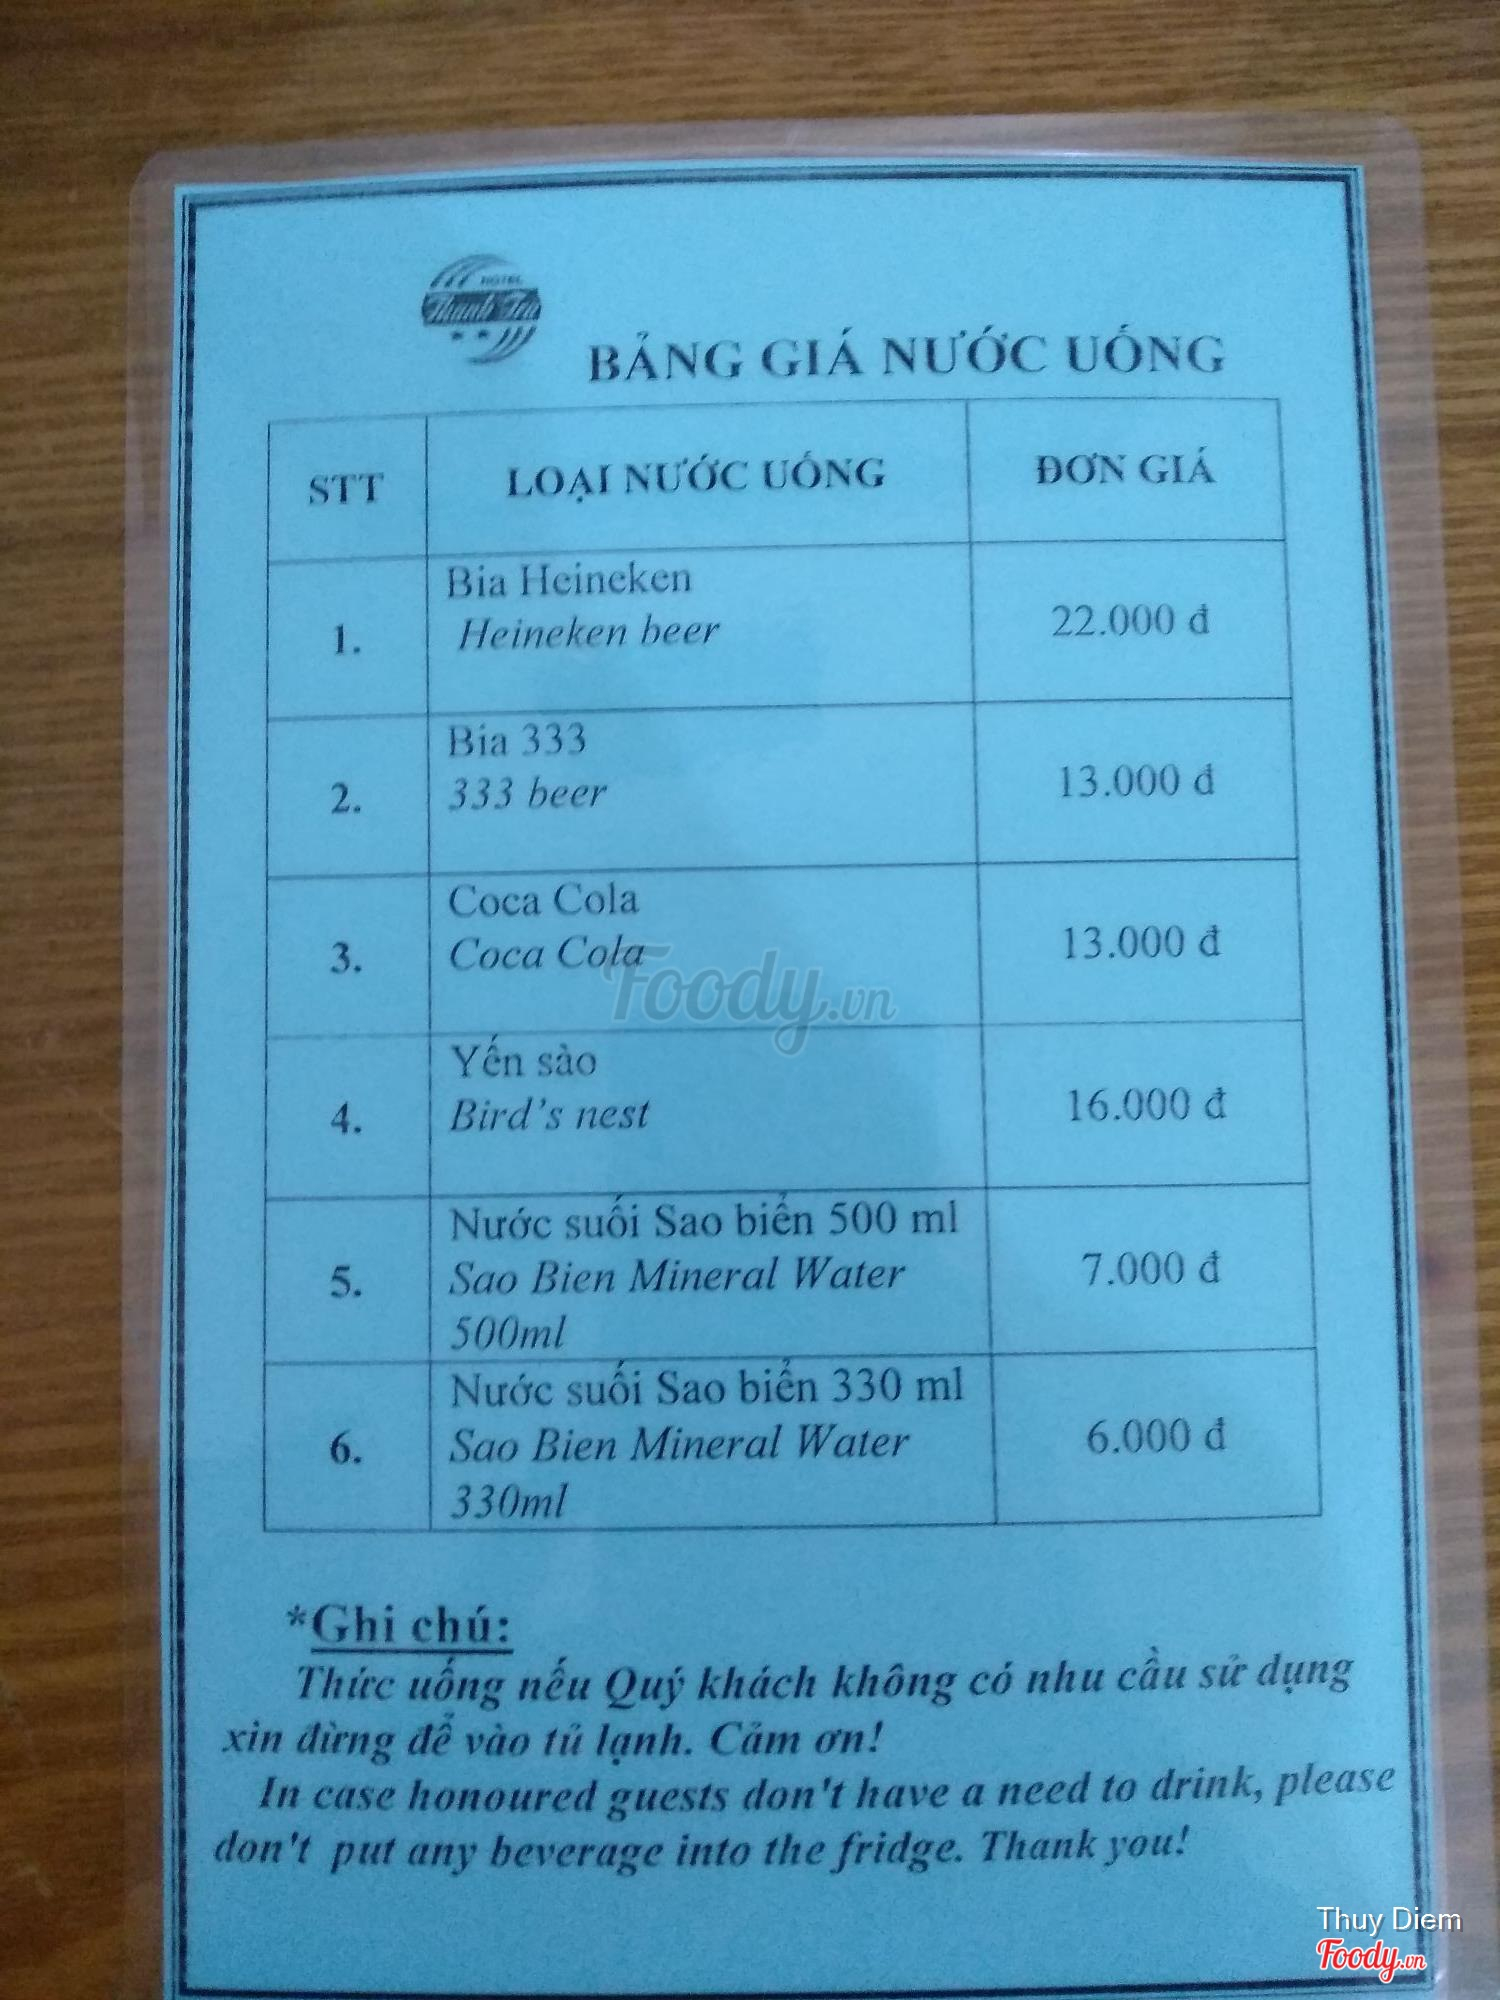 HOTEL
BẢNG GIÁ NƯỚC UỐNG
STT LOẠI NƯỚC UỐNG ĐƠN GIÁ
Bia Heineken
1. Heineken beer 22.000 đ
Bia 333
2. 333 beer 13.000 đ
Coca Cola
3. Coca Cola 13.000 đ
Foody.vn
Yến sào
4. Bird's nest 16.000 đ
Nước suối Sao biển 500 ml
5. Sao Bien Mineral Water 7.000 đ
500ml
Nước suối Sao biển 330 ml
6. Sao Bien Mineral Water 6.000 đ
330ml
*Ghi chú:
Thức uống nếu Quý khách không có nhu cầu sử dụng
xin đừng để vào tủ lạnh. Cảm ơn!
In case honoured guests don't have a need to drink, please
don't put any beverage into the fridge. Thank you!
Thuy Diem
Foody.vn